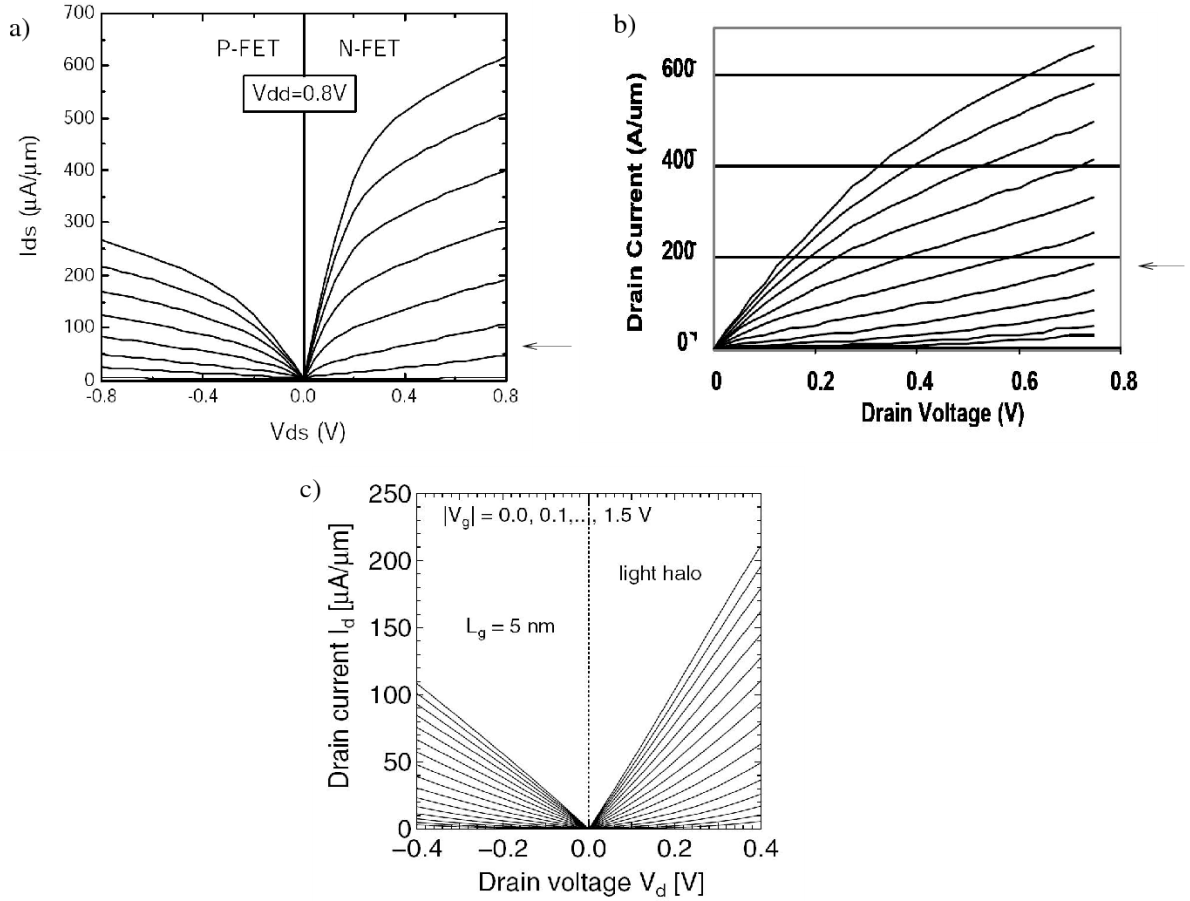 a)
700
600
500
400
300
200
100
0
Ids (μA/μm)
P-FET
N-FET
Vdd=0.8V
-0.8
-0.4
0.0
0.4
0.8
Vds (V)
b)
600
400
200
0
Drain Current (A/um)
0
0.2
0.4
0.6
0.8
Drain Voltage (V)
c)
250
200
150
100
50
0
Drain current I_d [μA/μm]
|V_g| = 0.0, 0.1,..., 1.5 V
light halo
L_g = 5 nm
−0.4
−0.2
0.0
0.2
0.4
Drain voltage V_d [V]